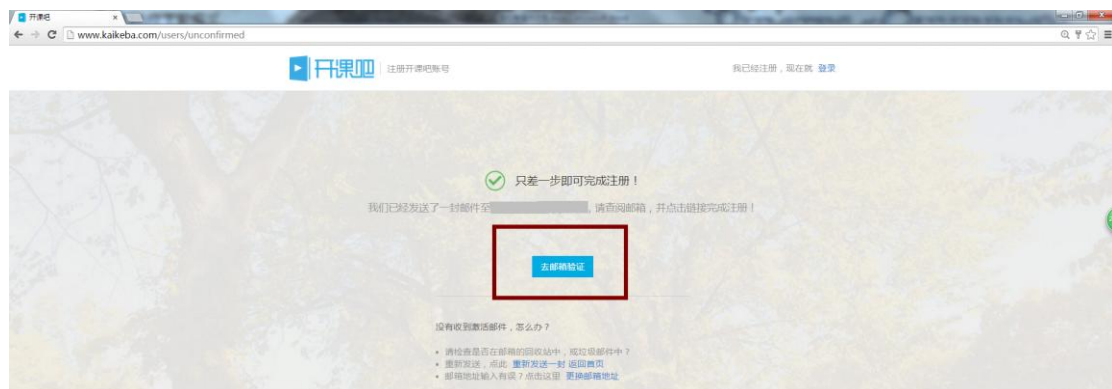 开课吧
www.kaikeba.com/users/unconfirmed
开课吧 注册开课吧账号 我已经注册，现在就 登录
只差一步即可完成注册！
我们已经发送了一封邮件至 ，请查阅邮箱，并点击链接完成注册！
去邮箱验证
没有收到激活邮件，怎么办？
请检查是否在邮箱的回收站中，或垃圾邮件中？
重新发送，点此 重新发送一封 返回首页
邮箱地址输入有误？点击这里 更换邮箱地址